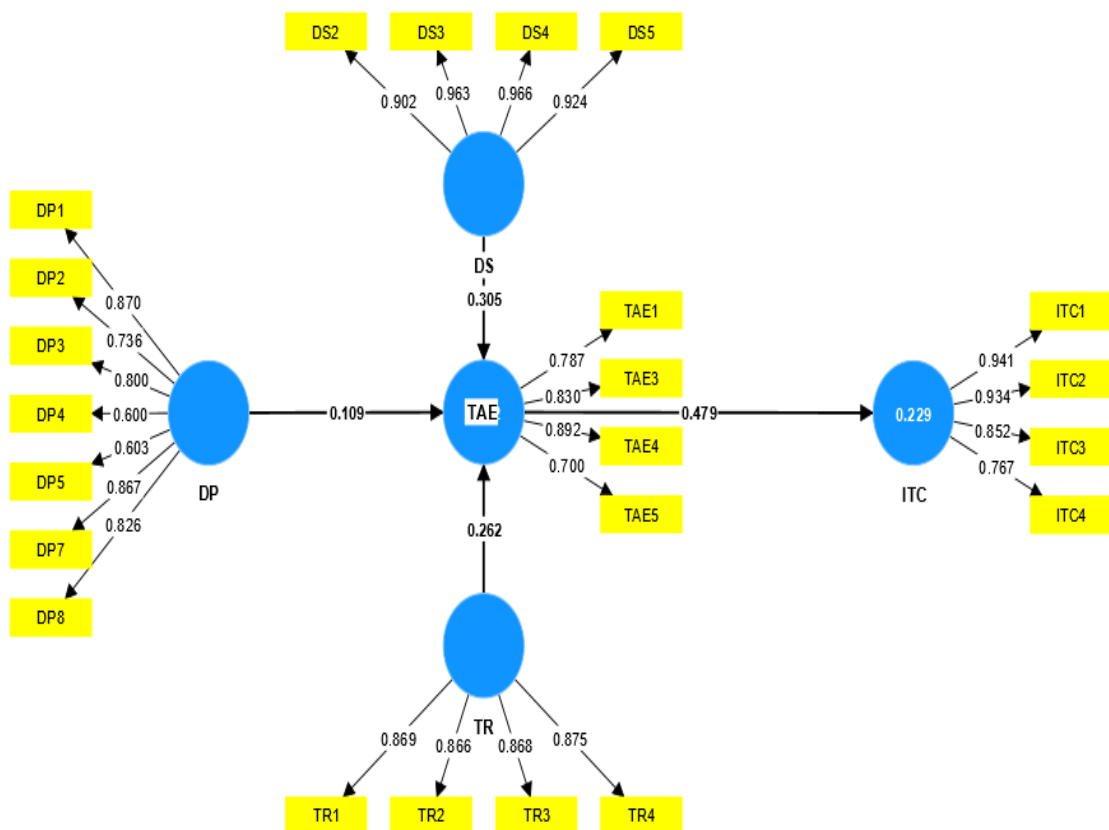 DS2
DS3
DS4
DS5
0.902
0.963
0.966
0.924
DS
0.305
DP1
DP2
DP3
DP4
DP5
DP7
DP8
0.870
0.736
0.800
0.600
0.603
0.867
0.826
DP
0.109
TAE
TAE1
TAE3
TAE4
TAE5
0.787
0.830
0.892
0.700
0.479
0.229
ITC
ITC1
ITC2
ITC3
ITC4
0.941
0.934
0.852
0.767
0.262
TR
0.869
0.866
0.868
0.875
TR1
TR2
TR3
TR4